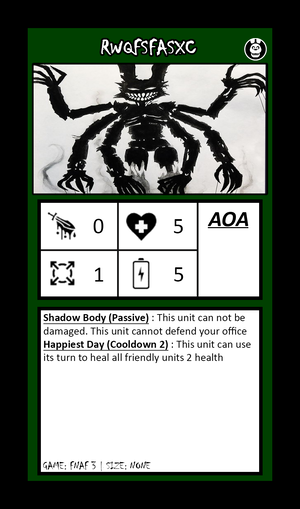 RWQFSFASXC
0
5
AOA
1
5
Shadow Body (Passive) : This unit can not be
damaged. This unit cannot defend your office
Happiest Day (Cooldown 2) : This unit can use
its turn to heal all friendly units 2 health
GAME: FNAF 3 | SIZE: NONE